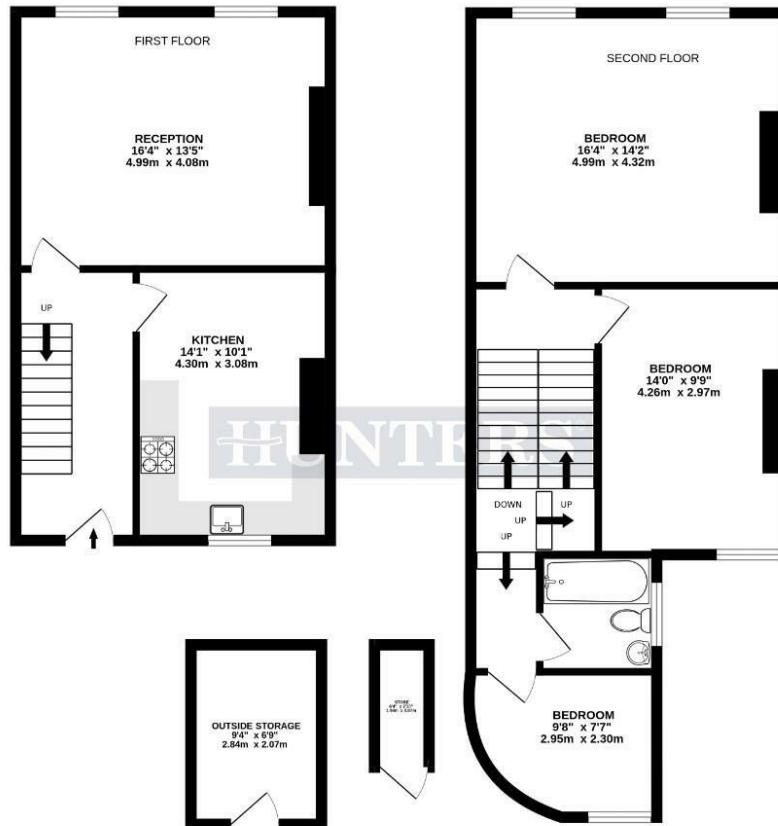 FIRST FLOOR
RECEPTION
16'4" x 13'5"
4.99m x 4.08m
UP
KITCHEN
14'1" x 10'1"
4.30m x 3.08m
SECOND FLOOR
BEDROOM
16'4" x 14'2"
4.99m x 4.32m
BEDROOM
14'0" x 9'9"
4.26m x 2.97m
HUNTERS
DOWN
UP
UP
UP
OUTSIDE STORAGE
9'4" x 6'9"
2.84m x 2.07m
STORE
BEDROOM
9'8" x 7'7"
2.95m x 2.30m